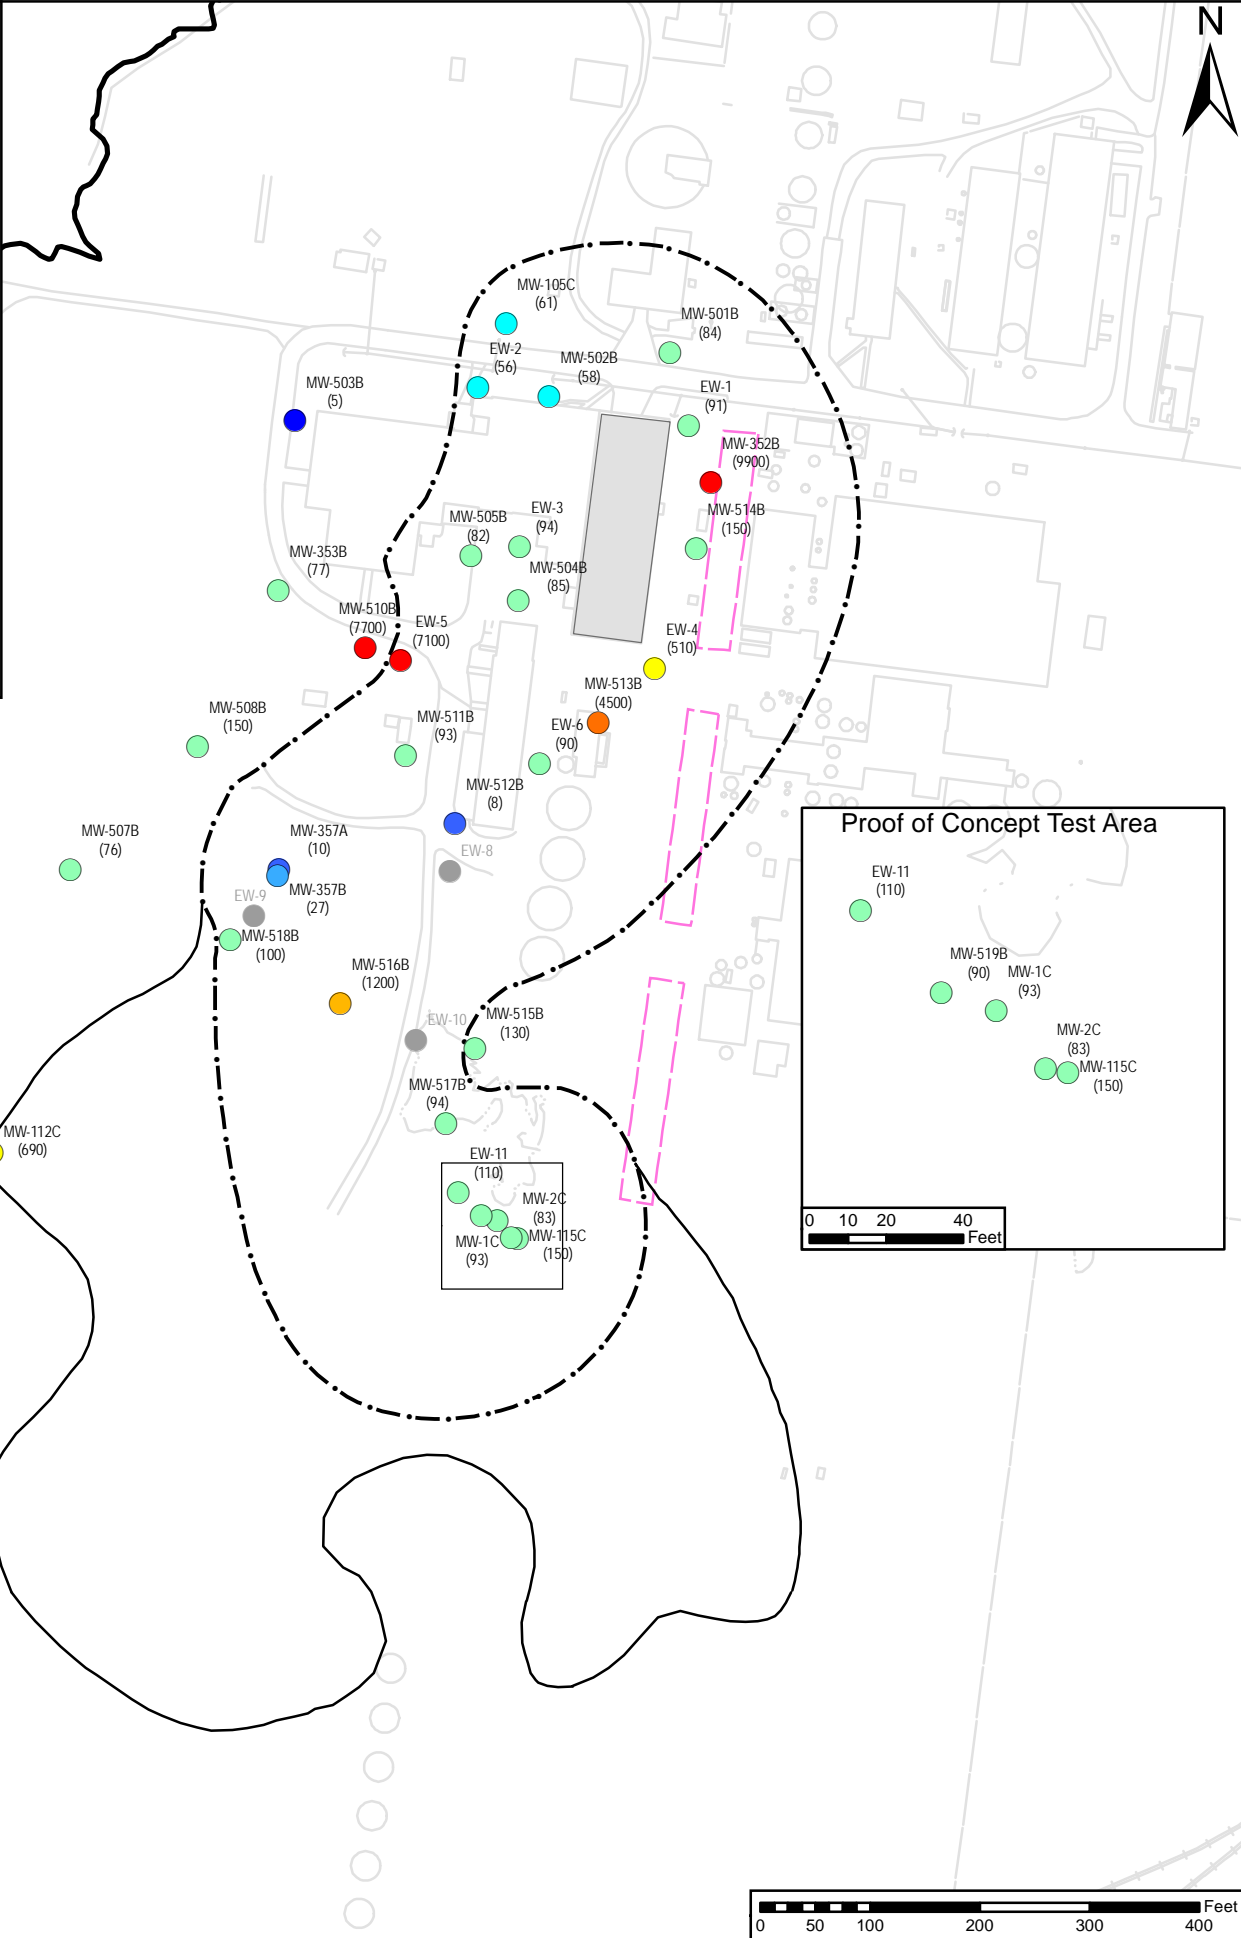 N
MW-105C
(61)
MW-501B
(84)
EW-2
(56)
MW-502B
(58)
MW-503B
(5)
EW-1
(91)
MW-352B
(9900)
MW-514B
(150)
EW-3
(94)
MW-505B
(82)
MW-504B
(85)
MW-353B
(77)
MW-510B
(7700)
EW-5
(7100)
EW-4
(510)
MW-513B
(4500)
MW-508B
(150)
MW-511B
(93)
EW-6
(90)
MW-512B
(8)
MW-507B
(76)
MW-357A
(10)
EW-8
MW-357B
(27)
EW-9
MW-518B
(100)
MW-516B
(1200)
EW-10
MW-515B
(130)
MW-517B
(94)
MW-112C
(690)
EW-11
(110)
MW-2C
(83)
MW-1C
(93)
MW-115C
(150)
Proof of Concept Test Area
EW-11
(110)
MW-519B
(90)
MW-1C
(93)
MW-2C
(83)
MW-115C
(150)
0 10 20 40
Feet
Feet
0 50 100 200 300 400